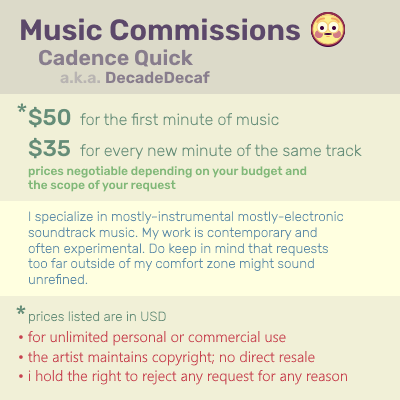 Music Commissions
Cadence Quick
a.k.a. DecadeDecaf
*$50 for the first minute of music
$35 for every new minute of the same track
prices negotiable depending on your budget and
the scope of your request
I specialize in mostly-instrumental mostly-electronic
soundtrack music. My work is contemporary and
often experimental. Do keep in mind that requests
too far outside of my comfort zone might sound
unrefined.
*prices listed are in USD
• for unlimited personal or commercial use
• the artist maintains copyright; no direct resale
• i hold the right to reject any request for any reason